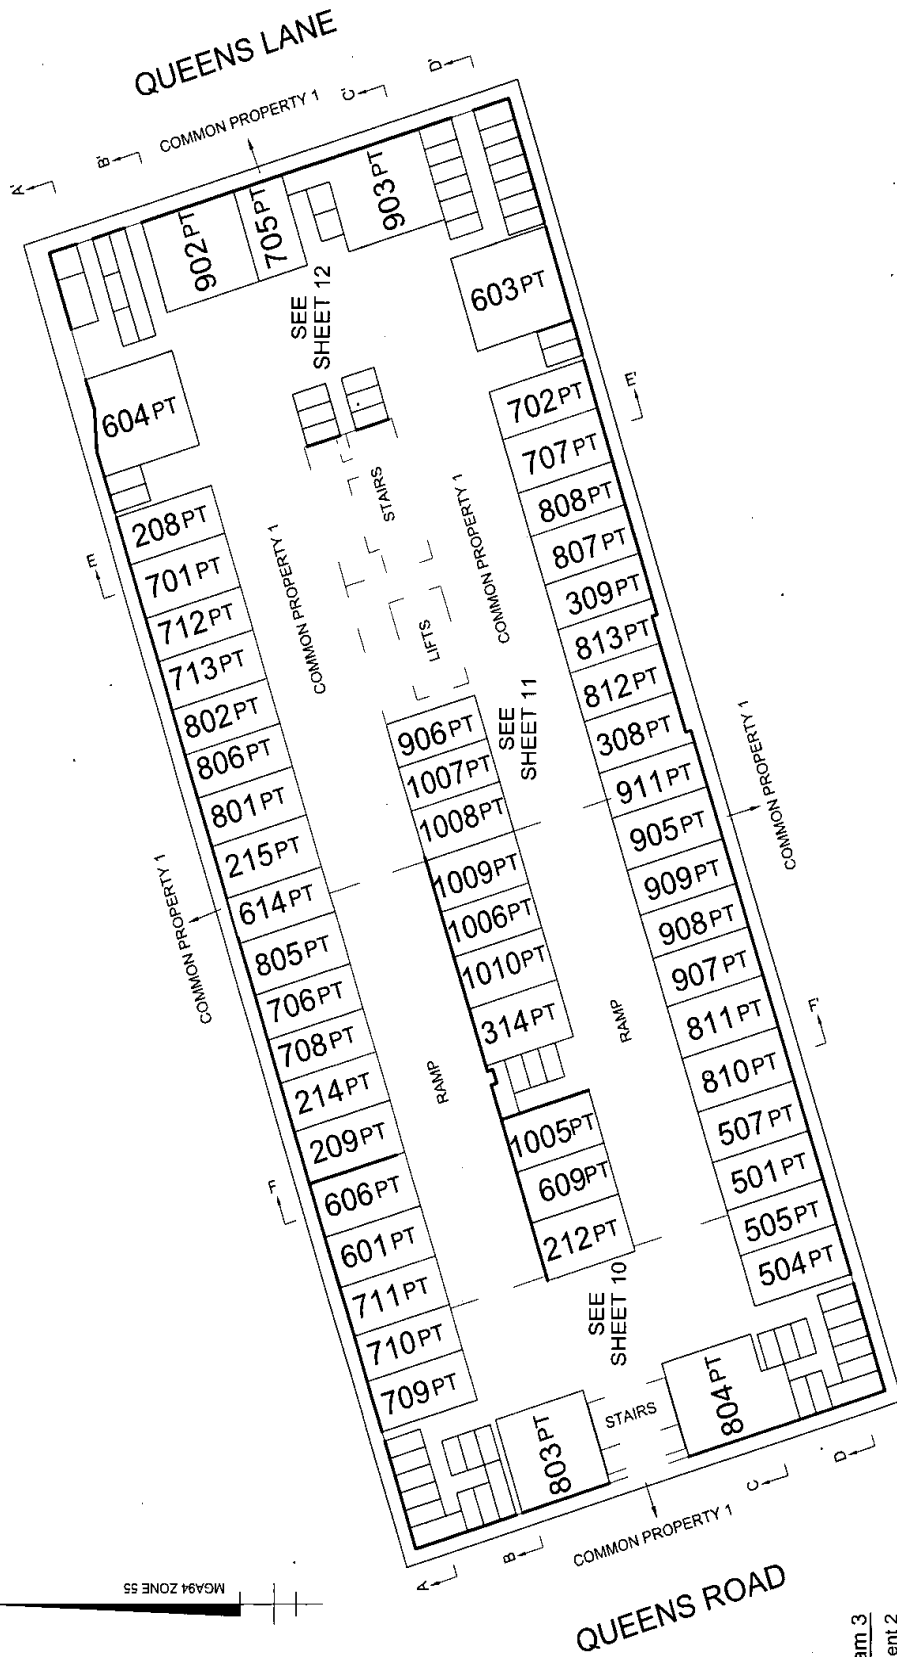 QUEENS LANE
A'
B'
COMMON PROPERTY 1
C'
D'
902PT
705PT
903PT
SEE
SHEET 12
603PT
604PT
STAIRS
E'
702PT
707PT
808PT
807PT
309PT
813PT
812PT
308PT
911PT
905PT
909PT
908PT
907PT
811PT
810PT
507PT
501PT
505PT
504PT
E
208PT
701PT
712PT
713PT
802PT
806PT
801PT
215PT
614PT
805PT
706PT
708PT
214PT
209PT
606PT
601PT
711PT
710PT
709PT
COMMON PROPERTY 1
COMMON PROPERTY 1
LIFTS
906PT
1007PT
1008PT
1009PT
1006PT
1010PT
314PT
1005PT
609PT
212PT
SEE
SHEET 11
COMMON PROPERTY 1
COMMON PROPERTY 1
RAMP
RAMP
F'
F
SEE
SHEET 10
803PT
STAIRS
804PT
A
B
COMMON PROPERTY 1
C
D
MGA94 ZONE 55
QUEENS ROAD
am 3
ent 2